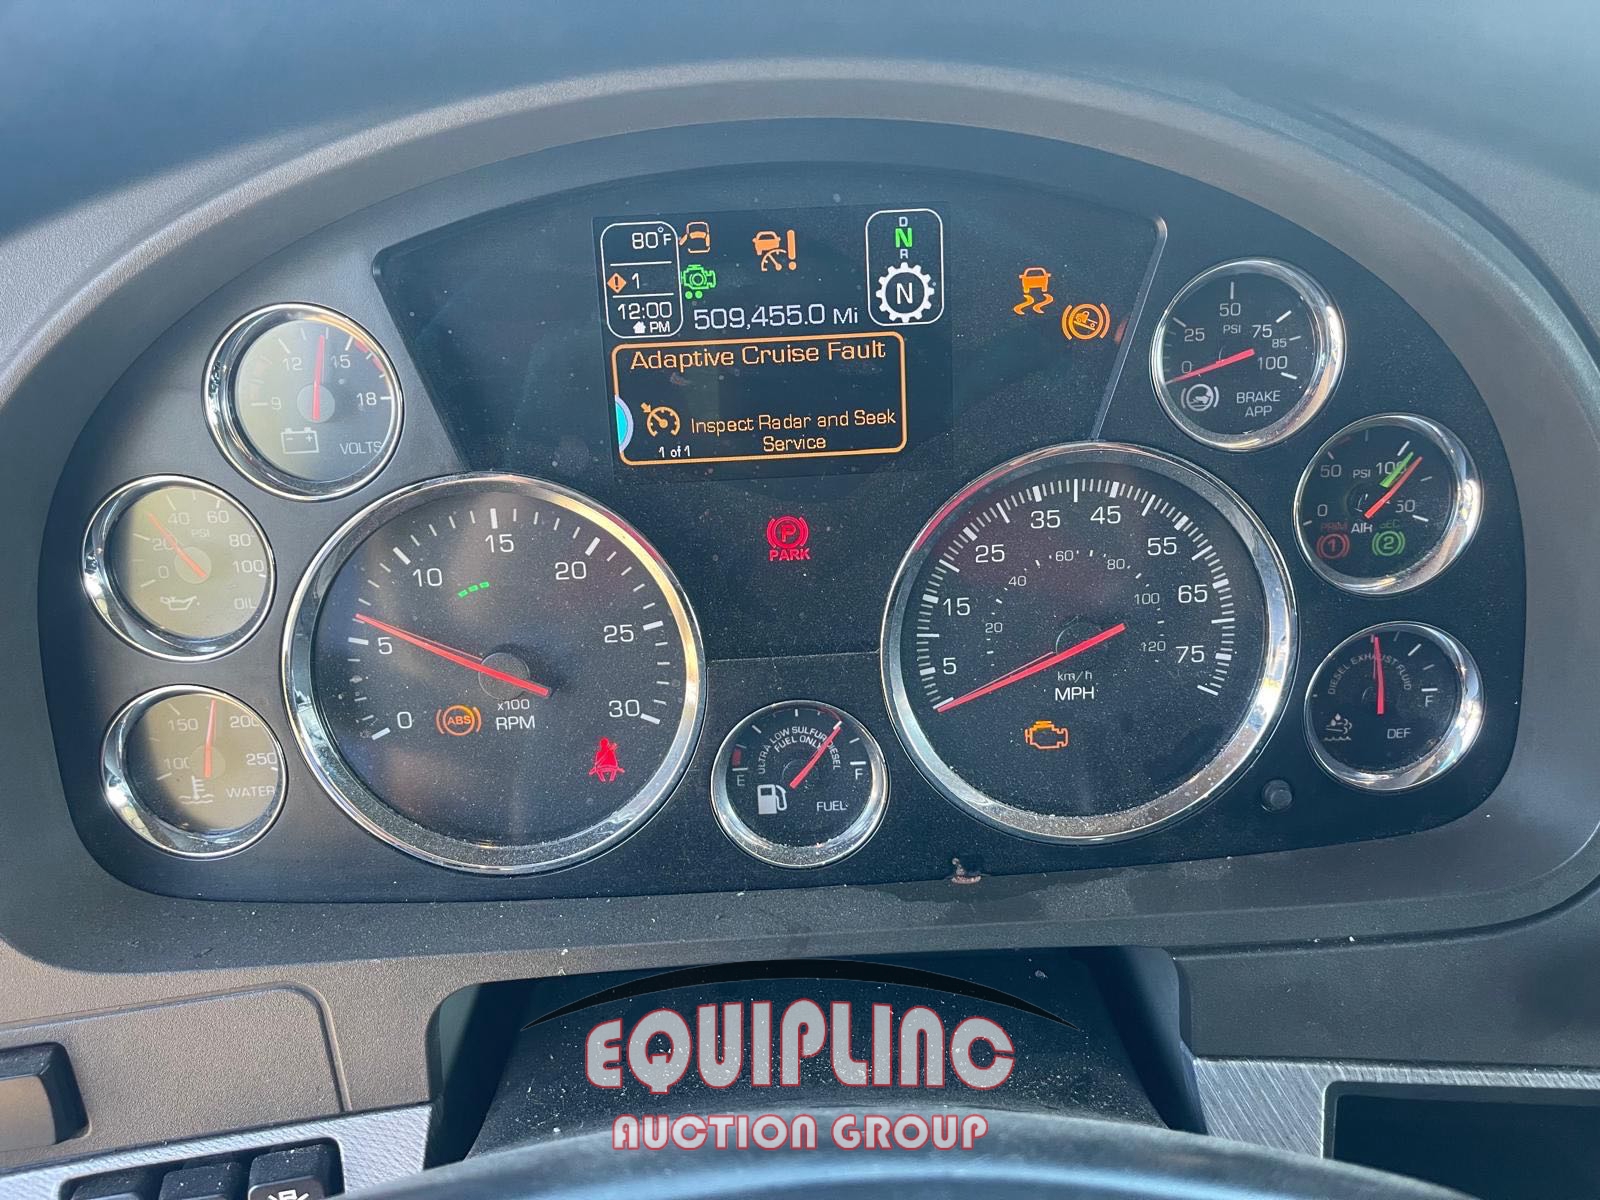 80°F
1
12:00
PM
509,455.0 Mi
D
N
R
N
Adaptive Cruise Fault
Inspect Radar and Seek
Service
1 of 1
9
12
15
18
VOLTS
0
20
40
60
80
100
PSI
OIL
100
150
200
250
WATER
0
5
10
15
20
25
30
x100
RPM
ABS
P
PARK
E
F
ULTRA LOW SULFUR DIESEL
FUEL ONLY
FUEL
5
15
25
35
45
55
65
75
20
40
60
80
100
120
km/h
MPH
0
25
50
75
85
100
PSI
BRAKE
APP
0
50
100
PSI
PRIM
AIR
SEC
1
2
DIESEL EXHAUST FLUID
F
DEF
EQUIPLINC
AUCTION GROUP